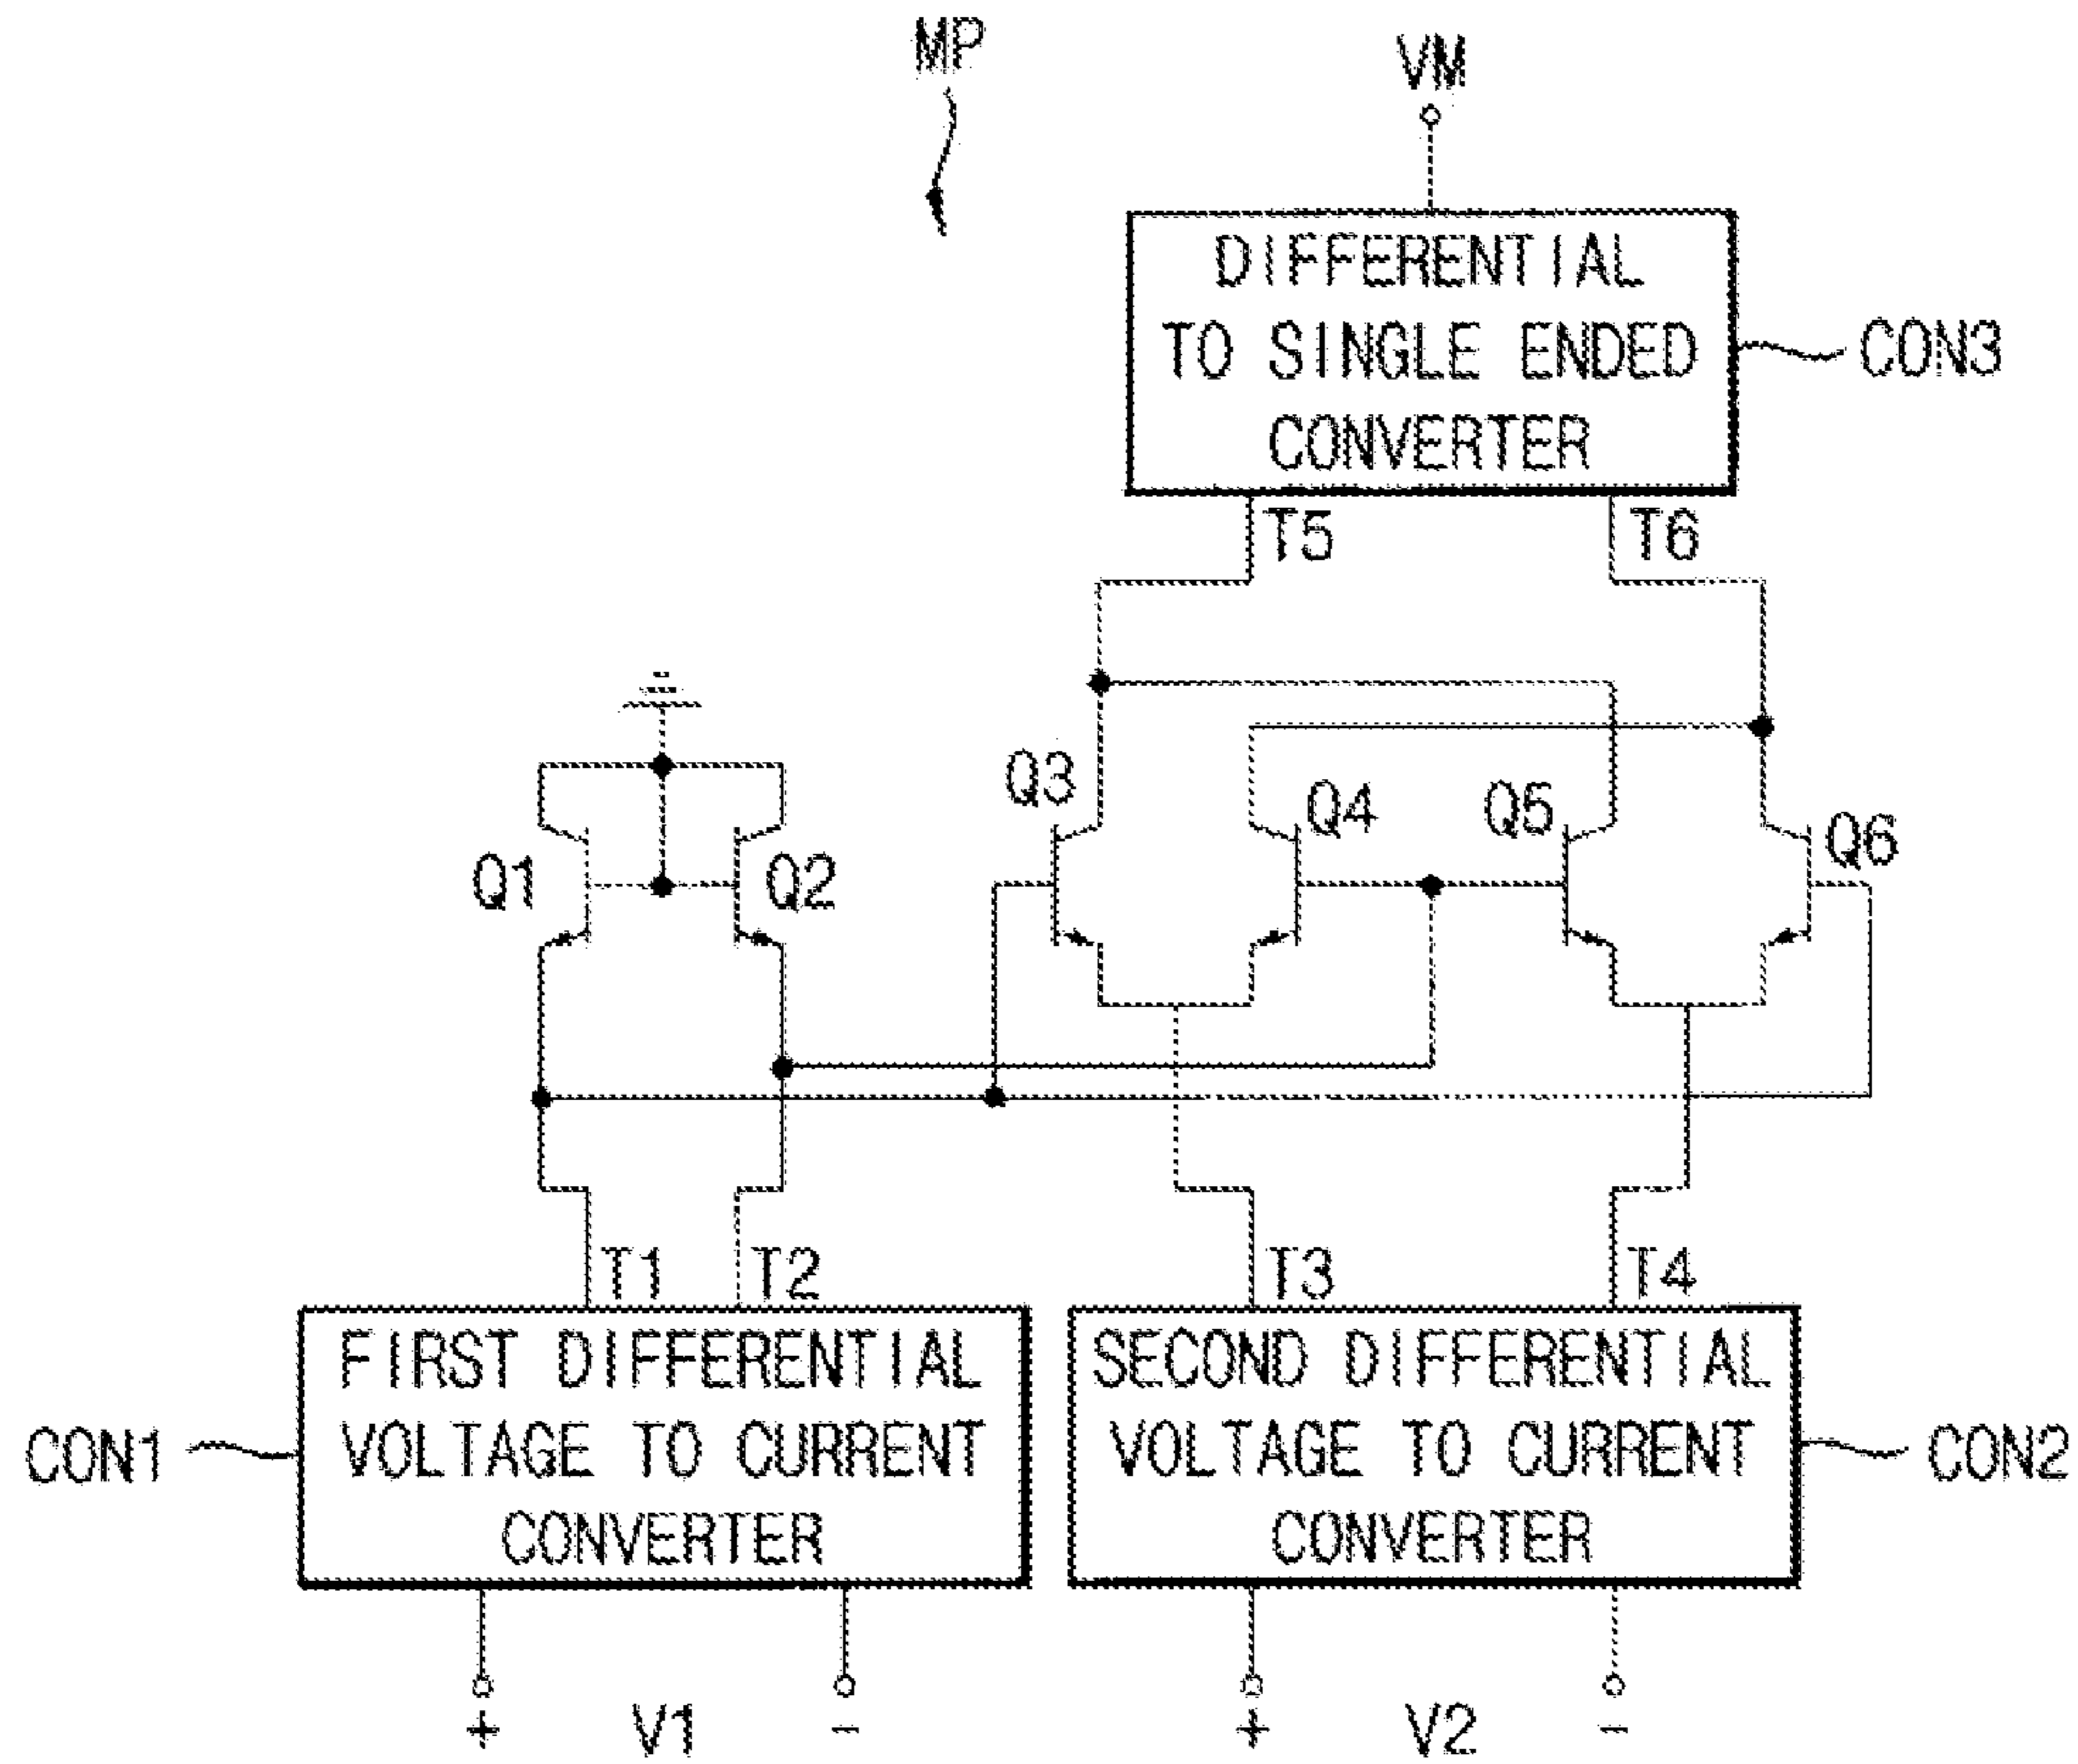 MP
VM
DIFFERENTIAL
TO SINGLE ENDED
CONVERTER
CON3
T5
T6
Q3
Q4
Q5
Q6
Q1
Q2
T1
T2
T3
T4
FIRST DIFFERENTIAL
VOLTAGE TO CURRENT
CONVERTER
CON1
SECOND DIFFERENTIAL
VOLTAGE TO CURRENT
CONVERTER
CON2
+ V1 -
+ V2 -